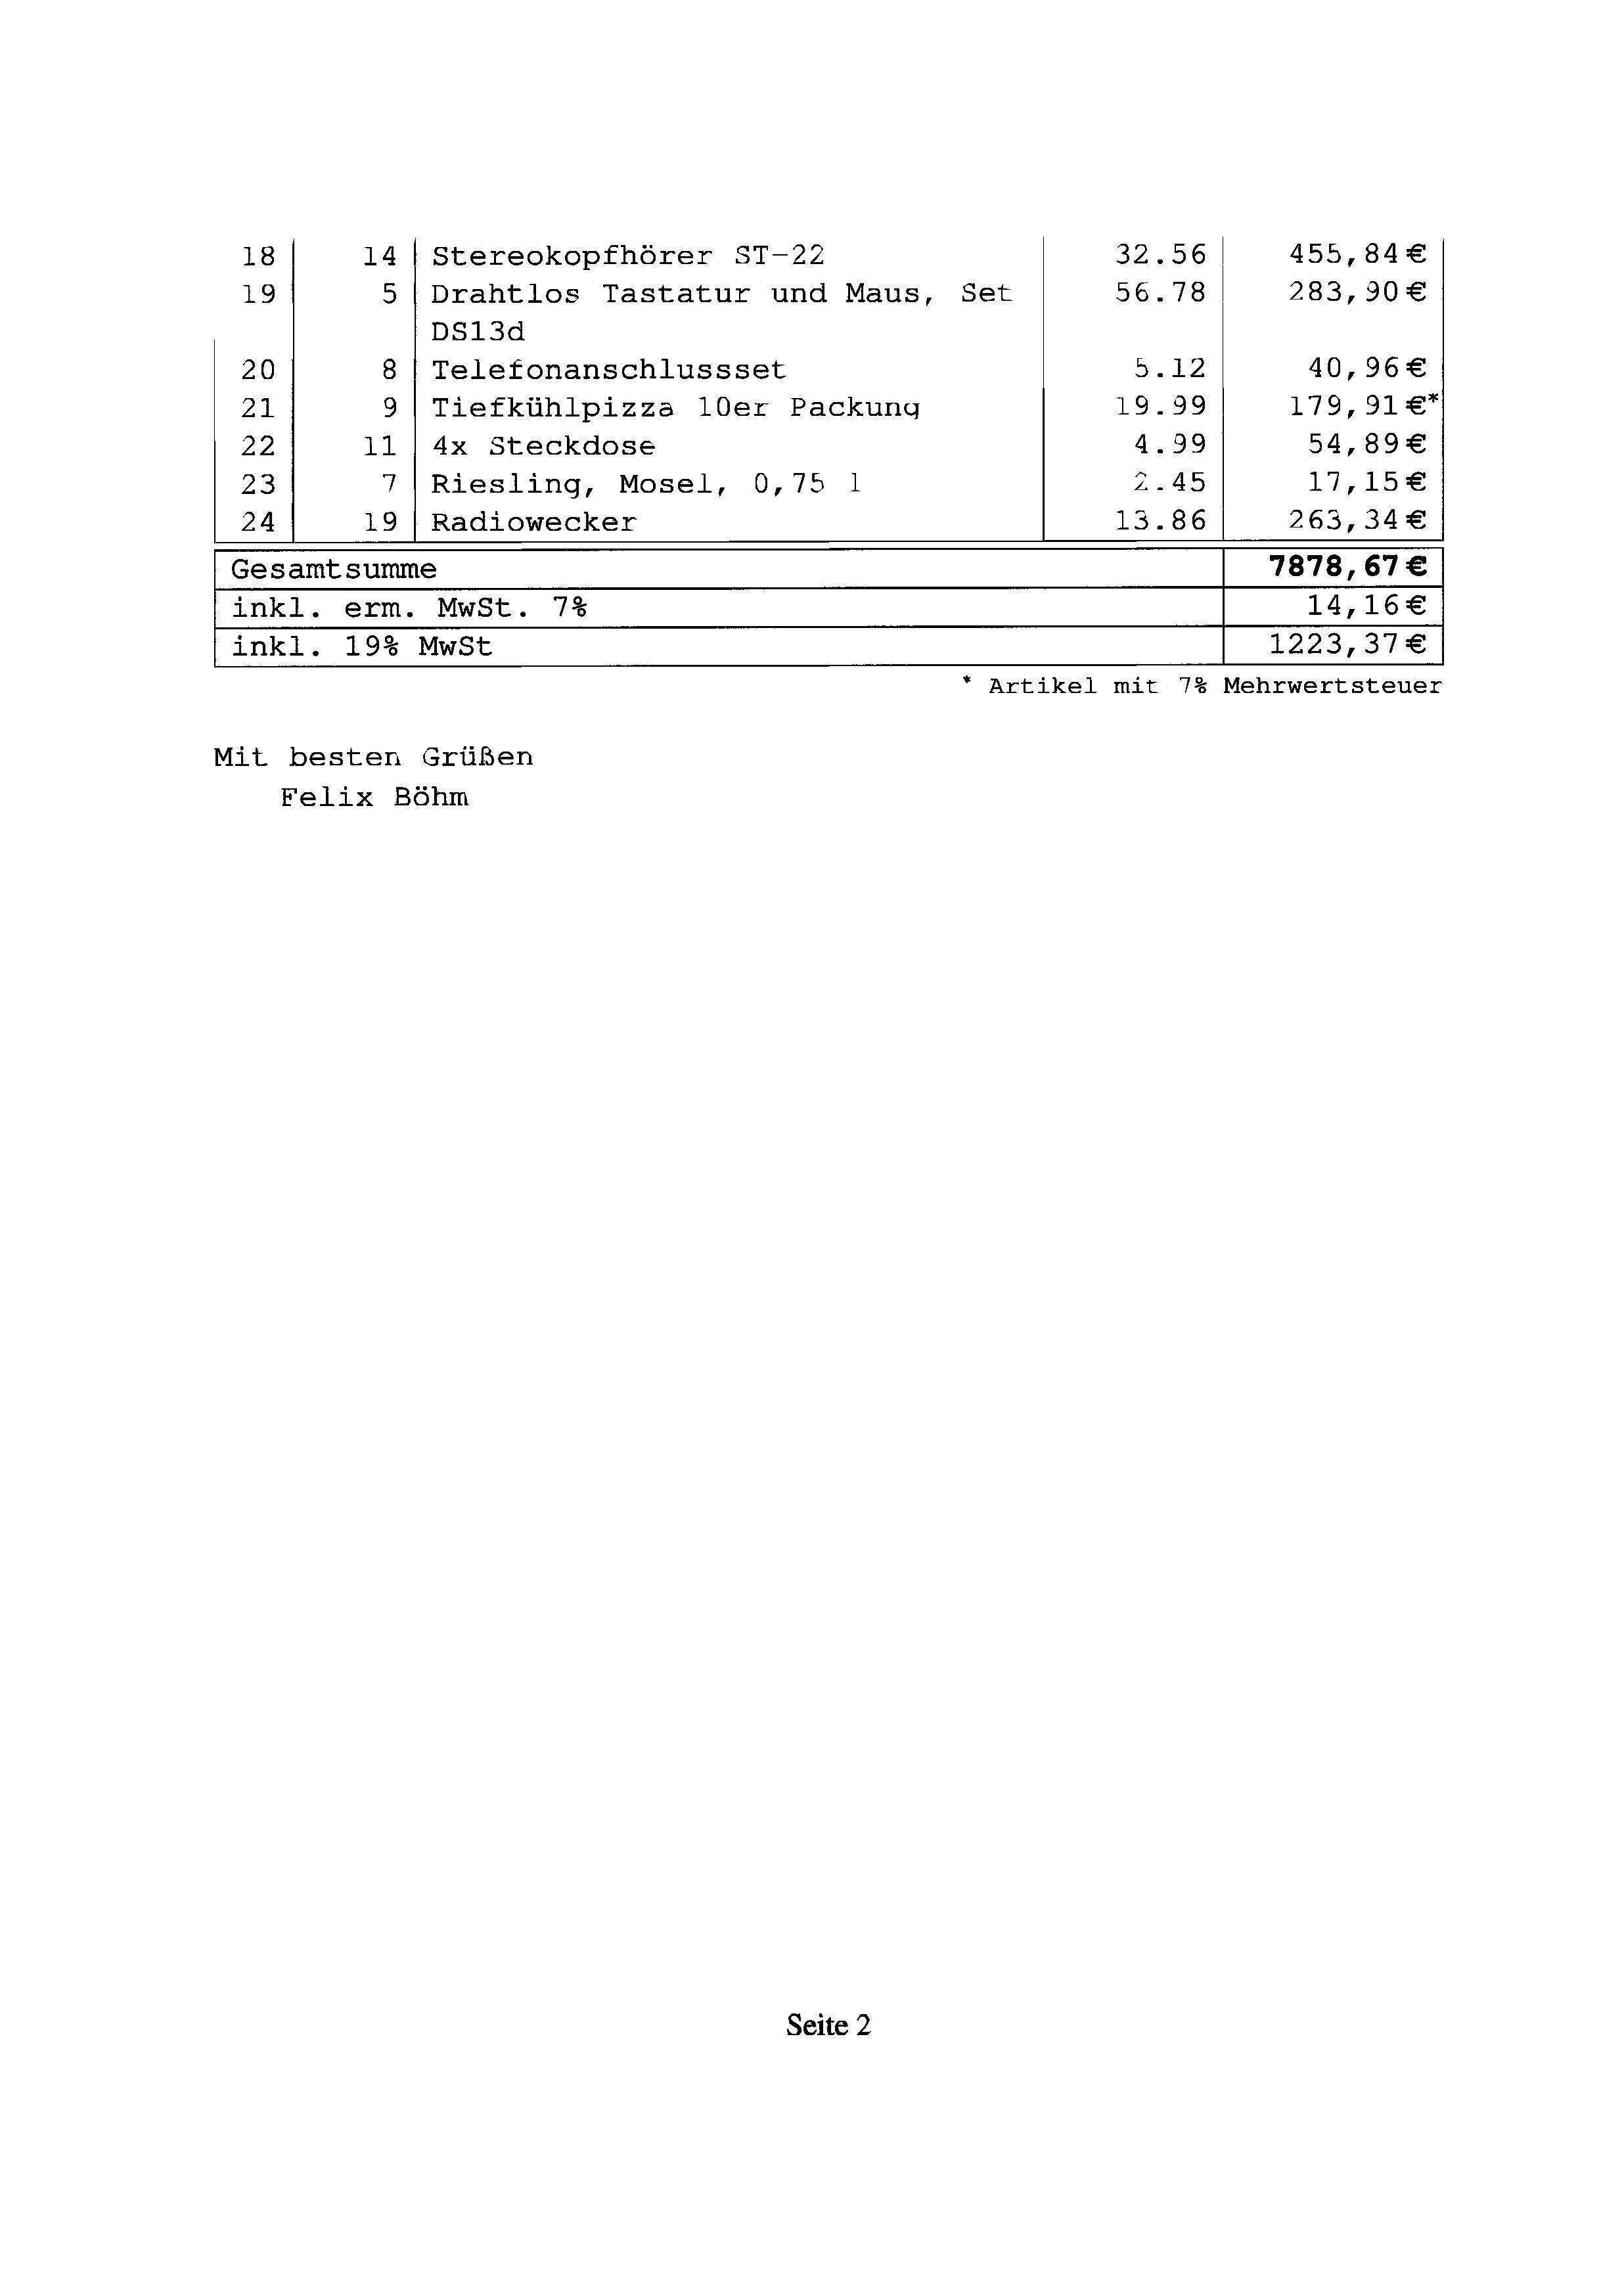 18 14 Stereokopfhörer ST-22 32.56 455,84€
19 5 Drahtlos Tastatur und Maus, Set 56.78 283,90€
DS13d
20 8 Telefonanschlussset 5.12 40,96€
21 9 Tiefkühlpizza 10er Packung 19.99 179,91€*
22 11 4x Steckdose 4.99 54,89€
23 7 Riesling, Mosel, 0,75 l 2.45 17,15€
24 19 Radiowecker 13.86 263,34€
Gesamtsumme 7878,67€
inkl. erm. MwSt. 7% 14,16€
inkl. 19% MwSt 1223,37€
* Artikel mit 7% Mehrwertsteuer
Mit besten Grüßen
Felix Böhm
Seite 2